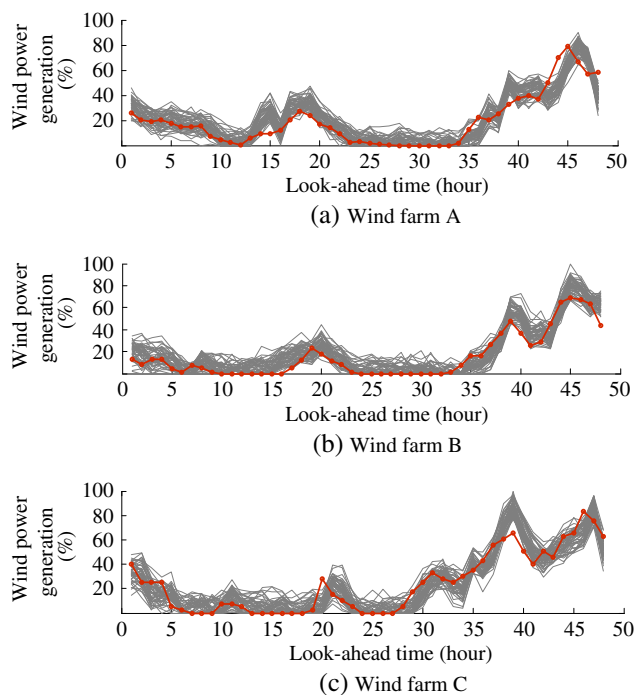 Wind power
generation
(%)
100
80
60
40
20
0 5 10 15 20 25 30 35 40 45 50
Look-ahead time (hour)
(a) Wind farm A
Wind power
generation
(%)
100
80
60
40
20
0 5 10 15 20 25 30 35 40 45 50
Look-ahead time (hour)
(b) Wind farm B
Wind power
generation
(%)
100
80
60
40
20
0 5 10 15 20 25 30 35 40 45 50
Look-ahead time (hour)
(c) Wind farm C